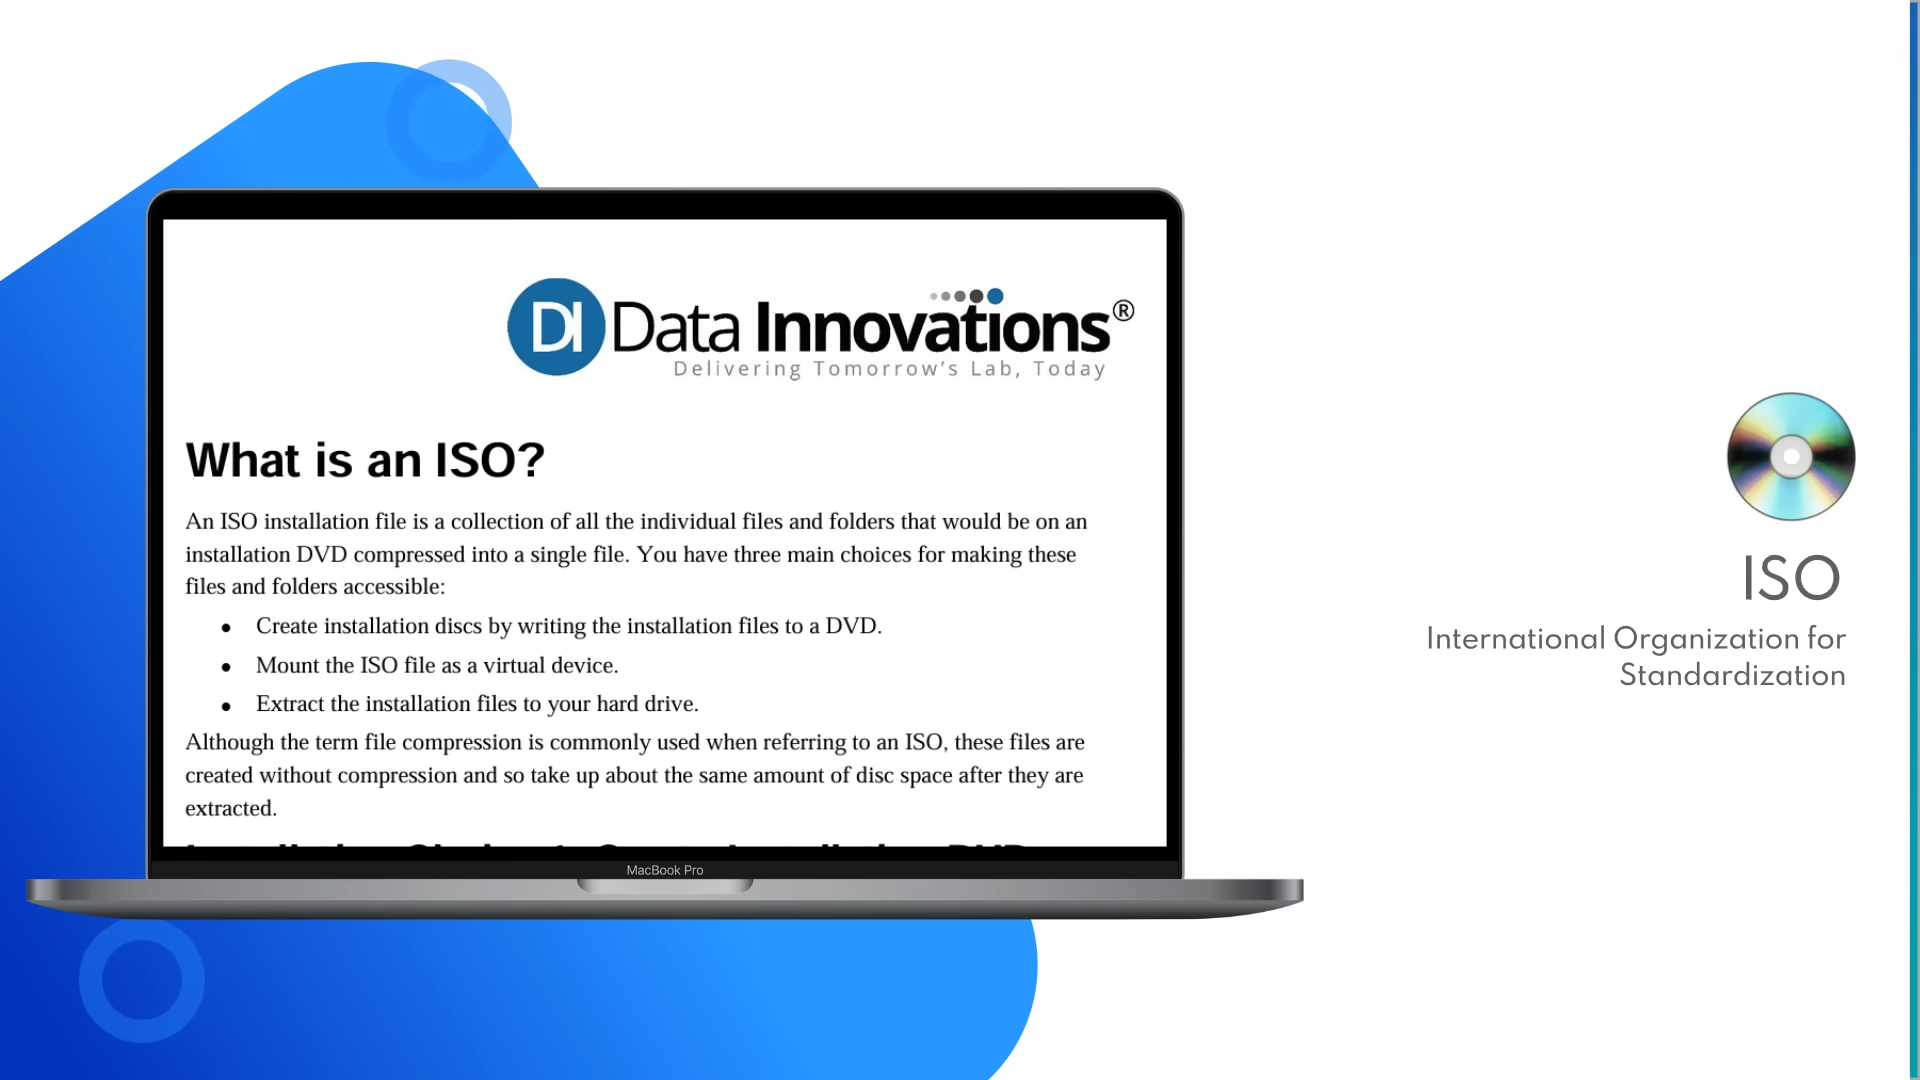 DI Data Innovations®
Delivering Tomorrow's Lab, Today
What is an ISO?
An ISO installation file is a collection of all the individual files and folders that would be on an
installation DVD compressed into a single file. You have three main choices for making these
files and folders accessible:
• Create installation discs by writing the installation files to a DVD.
• Mount the ISO file as a virtual device.
• Extract the installation files to your hard drive.
Although the term file compression is commonly used when referring to an ISO, these files are
created without compression and so take up about the same amount of disc space after they are
extracted.
MacBook Pro
ISO
International Organization for
Standardization